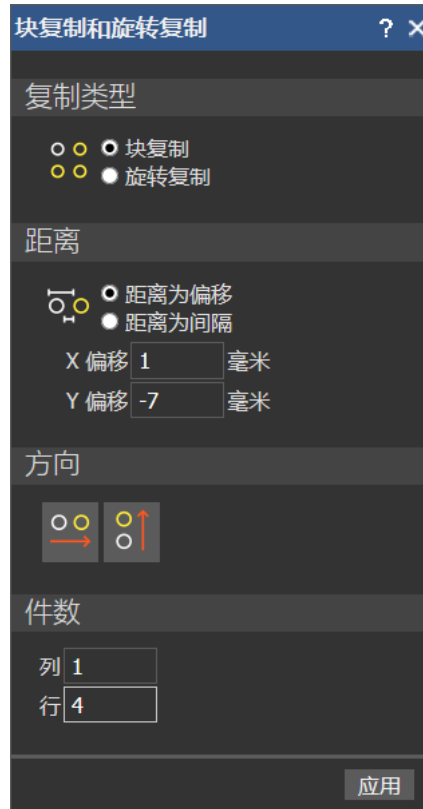 块复制和旋转复制 ? ×
复制类型
块复制
旋转复制
距离
距离为偏移
距离为间隔
X 偏移 1 毫米
Y 偏移 -7 毫米
方向
件数
列 1
行 4
应用